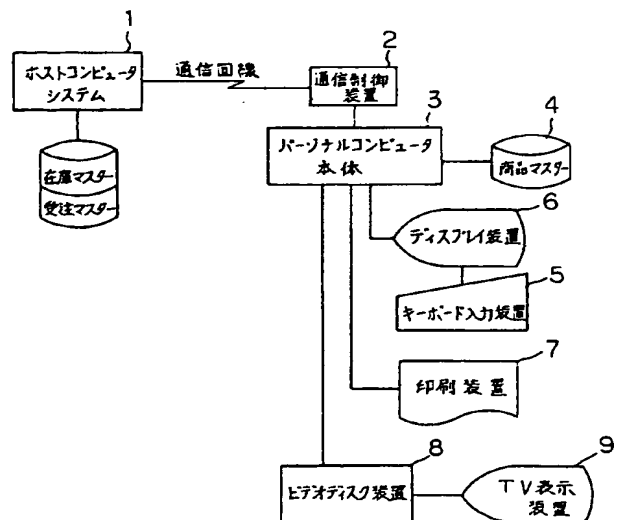 1
ホストコンピュータ
システム
通信回線
2
通信制御
装置
3
パーソナルコンピュータ
本体
4
商品マスター
在庫マスター
受注マスター
6
ディスプレイ装置
5
キーボード入力装置
7
印刷装置
8
ビデオディスク装置
9
TV表示
装置